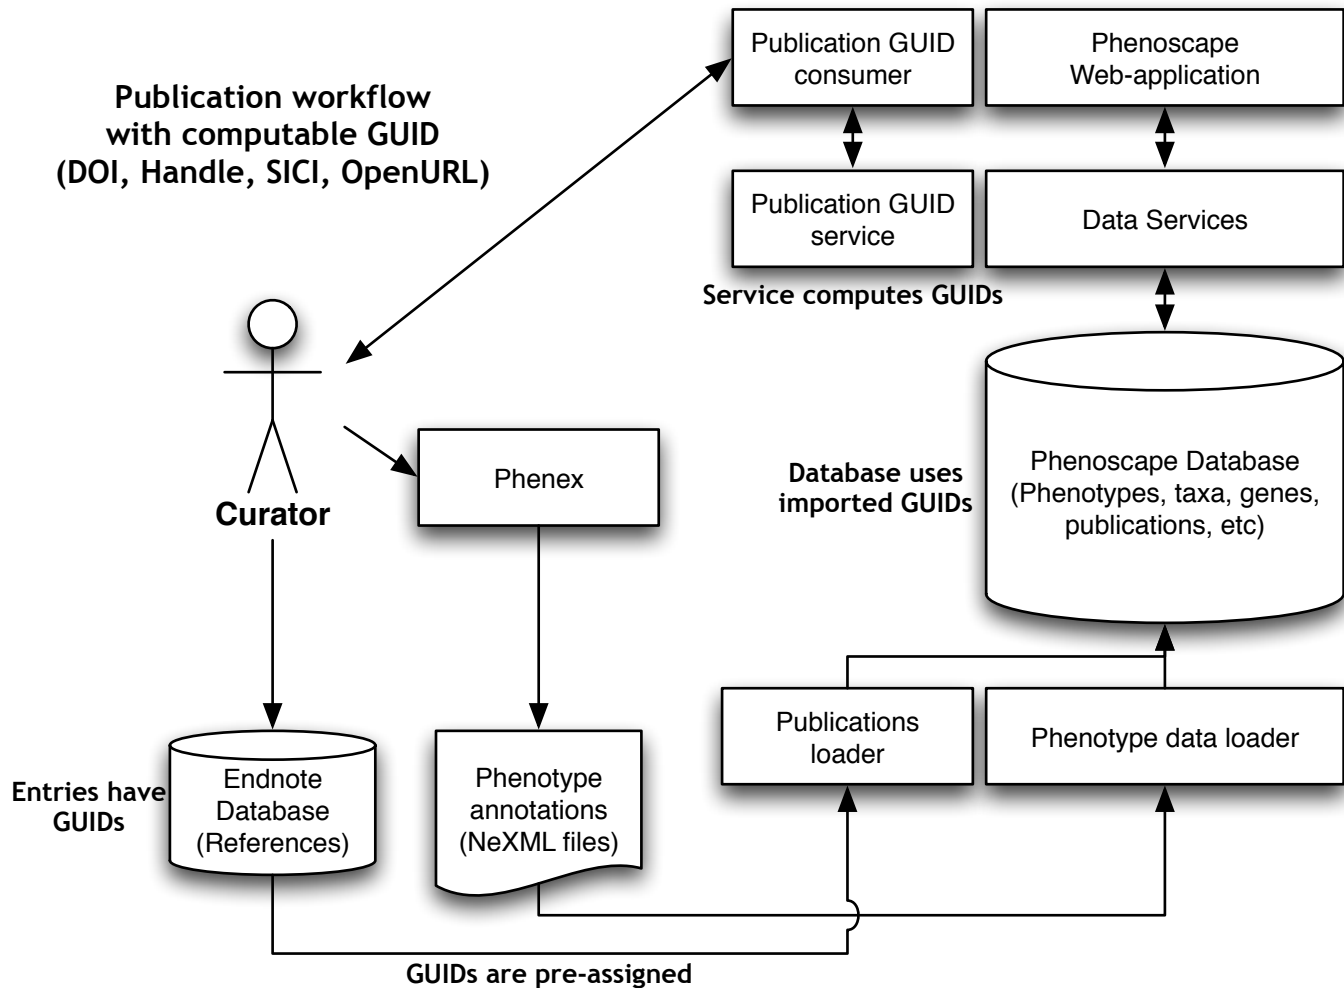 Publication workflow
with computable GUID
(DOI, Handle, SICI, OpenURL)
Publication GUID
consumer
Phenoscape
Web-application
Publication GUID
service
Data Services
Service computes GUIDs
Curator
Phenex
Database uses
imported GUIDs
Phenoscape Database
(Phenotypes, taxa, genes,
publications, etc)
Publications
loader
Phenotype data loader
Entries have
GUIDs
Endnote
Database
(References)
Phenotype
annotations
(NeXML files)
GUIDs are pre-assigned